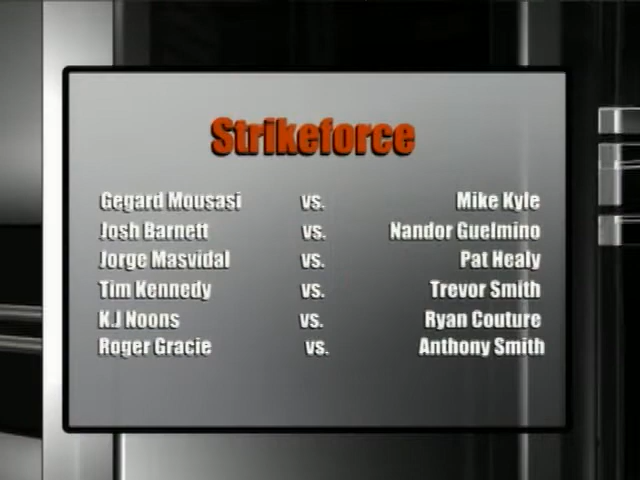 Strikeforce
Gegard Mousasi vs. Mike Kyle
Josh Barnett vs. Nandor Guelmino
Jorge Masvidal vs. Pat Healy
Tim Kennedy vs. Trevor Smith
K.J Noons vs. Ryan Couture
Roger Gracie vs. Anthony Smith